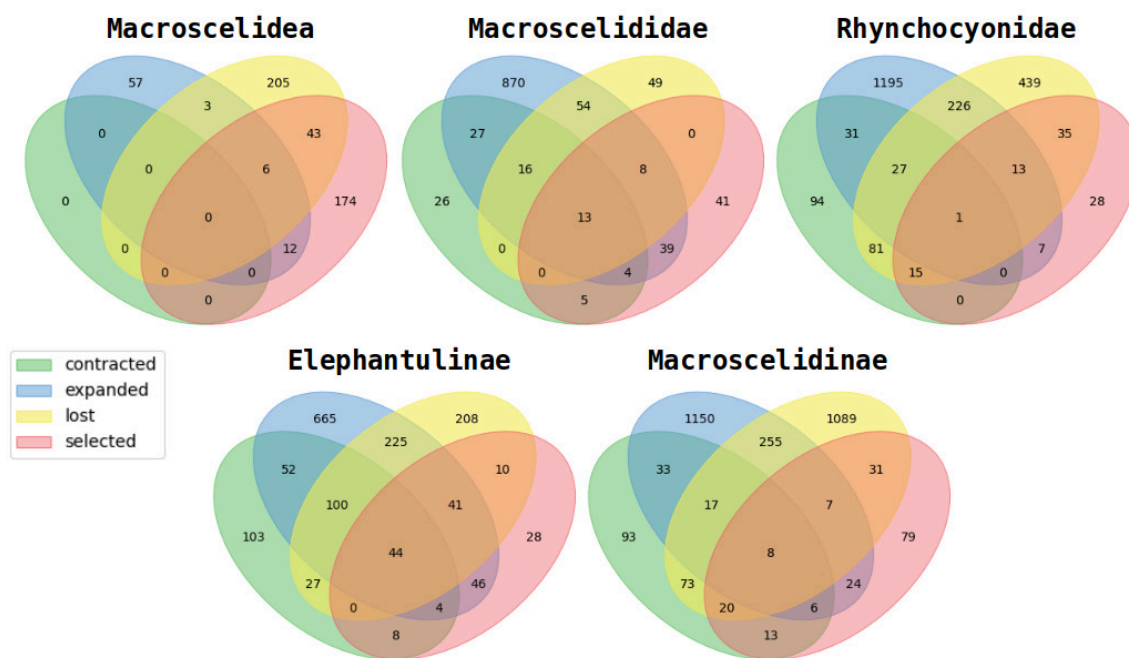 Macroscelidea Macroscelididae Rhynchocyonidae
57 205 870 49 1195 439
3 54 226
0 43 27 0 31 35
0 6 16 8 27 13
0 174 26 41 94 28
0 13 1
0 12 0 39 81 7
0 0 0 4 15 0
0 5 0
Elephantulinae Macroscelidinae
contracted
expanded
lost
selected
665 208 1150 1089
225 255
52 10 33 31
100 41 17 7
103 28 93 79
44 8
27 46 73 24
0 4 20 6
8 13